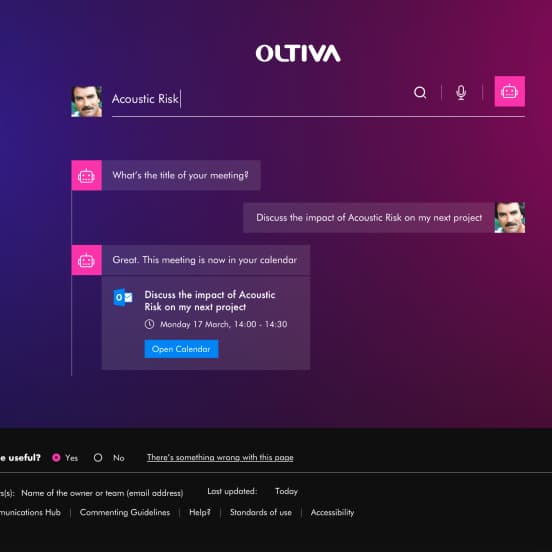 OLTIVA
Acoustic Risk
What's the title of your meeting?
Discuss the impact of Acoustic Risk on my next project
Great. This meeting is now in your calendar
Discuss the impact of Acoustic
Risk on my next project
Monday 17 March, 14:00 - 14:30
Open Calendar
e useful? Yes No There's something wrong with this page
s(s): Name of the owner or team (email address) Last updated: Today
munications Hub | Commenting Guidelines | Help? | Standards of use | Accessibility